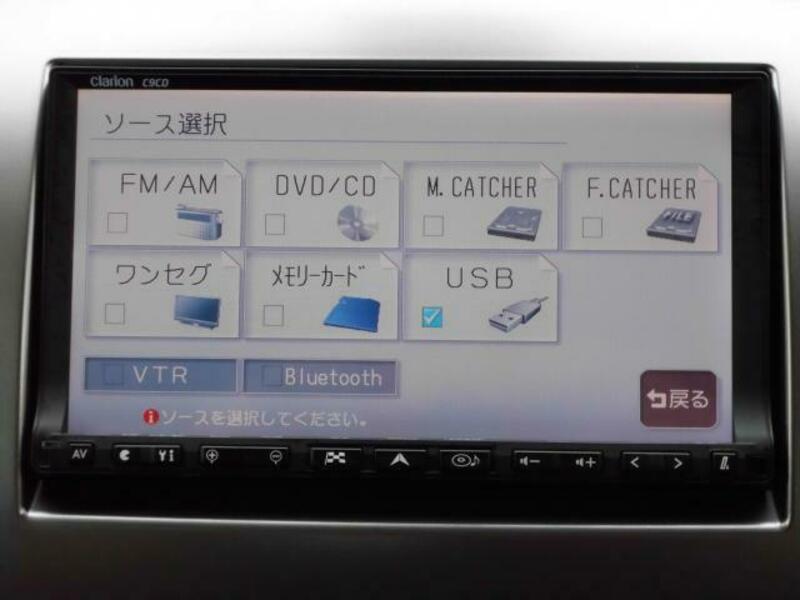 Clarion C9CD
ソース選択
FM/AM DVD/CD M.CATCHER F.CATCHER
FILE
ワンセグ メモリーカード USB
VTR Bluetooth
戻る
ソースを選択してください。
AV